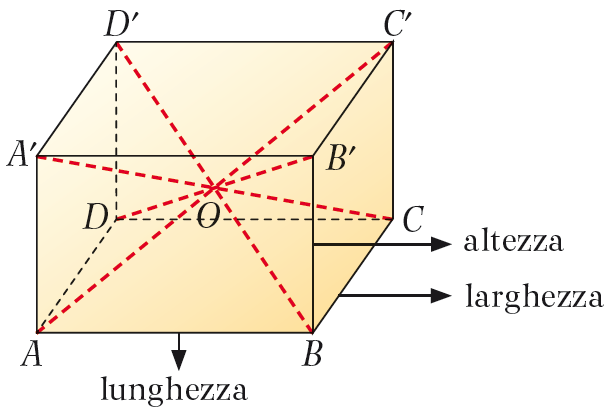 D′
C′
A′
B′
D
O
C
altezza
larghezza
A
B
lunghezza